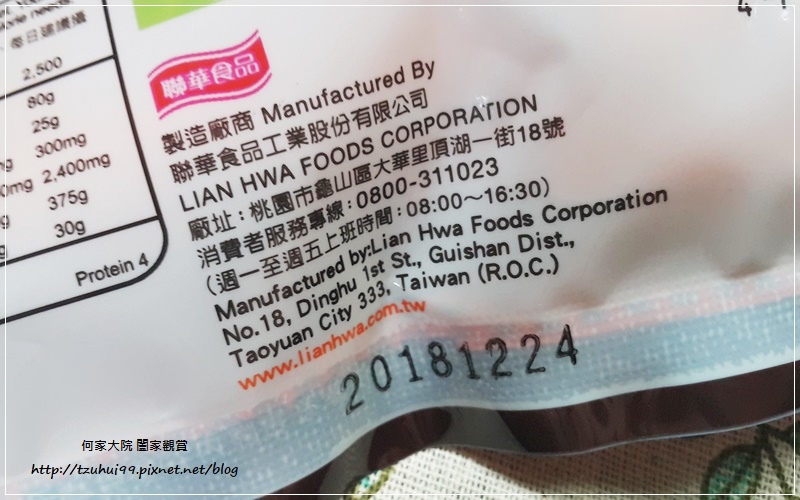 2,500
80g
25g
300mg
2,400mg
375g
30g
Protein 4
聯華食品
製造廠商 Manufactured By
聯華食品工業股份有限公司
LIAN HWA FOODS CORPORATION
廠址：桃園市龜山區大華里頂湖一街18號
消費者服務專線：0800-311023
（週一至週五上班時間：08:00～16:30）
Manufactured by:Lian Hwa Foods Corporation
No.18, Dinghu 1st St., Guishan Dist.,
Taoyuan City 333, Taiwan (R.O.C.)
www.lianhwa.com.tw
20181224
何家大院 闔家觀賞
http://tzuhui99.pixnet.net/blog